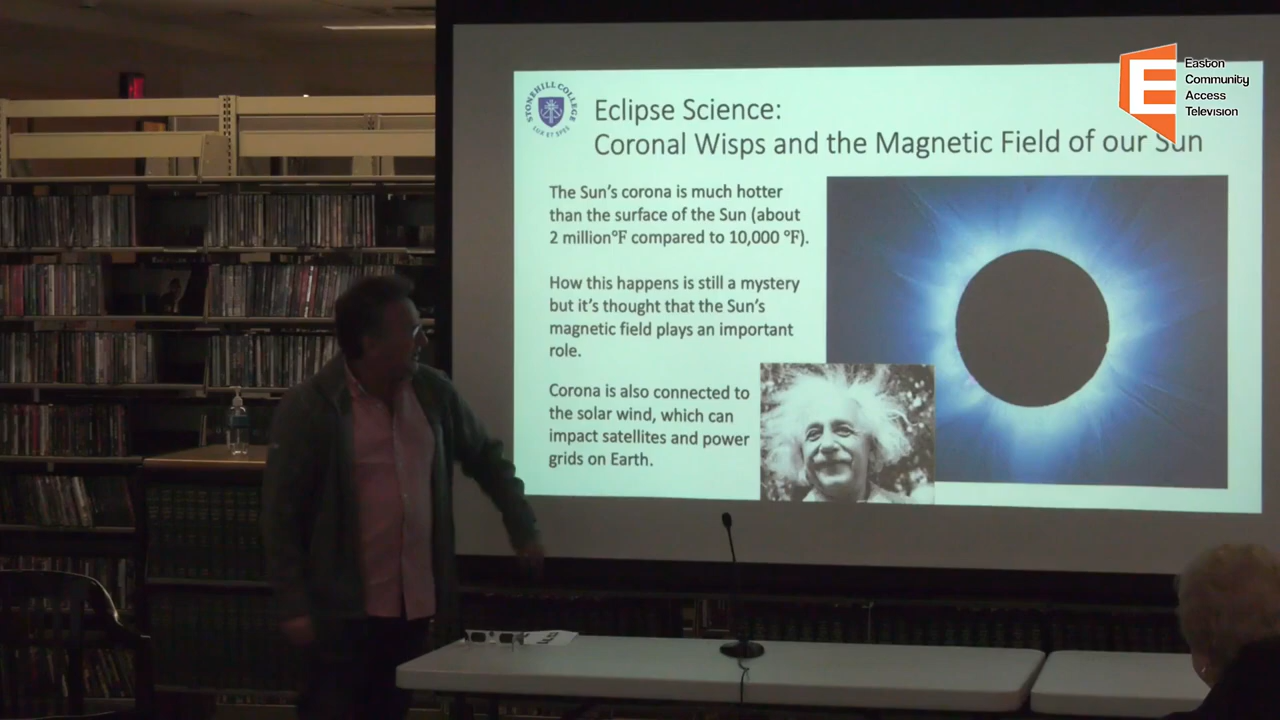 Easton
Community
Access
Television
STONEHILL COLLEGE
LUX ET SPES
Eclipse Science:
Coronal Wisps and the Magnetic Field of our Sun
The Sun's corona is much hotter
than the surface of the Sun (about
2 million°F compared to 10,000 °F).
How this happens is still a mystery
but it's thought that the Sun's
magnetic field plays an important
role.
Corona is also connected to
the solar wind, which can
impact satellites and power
grids on Earth.